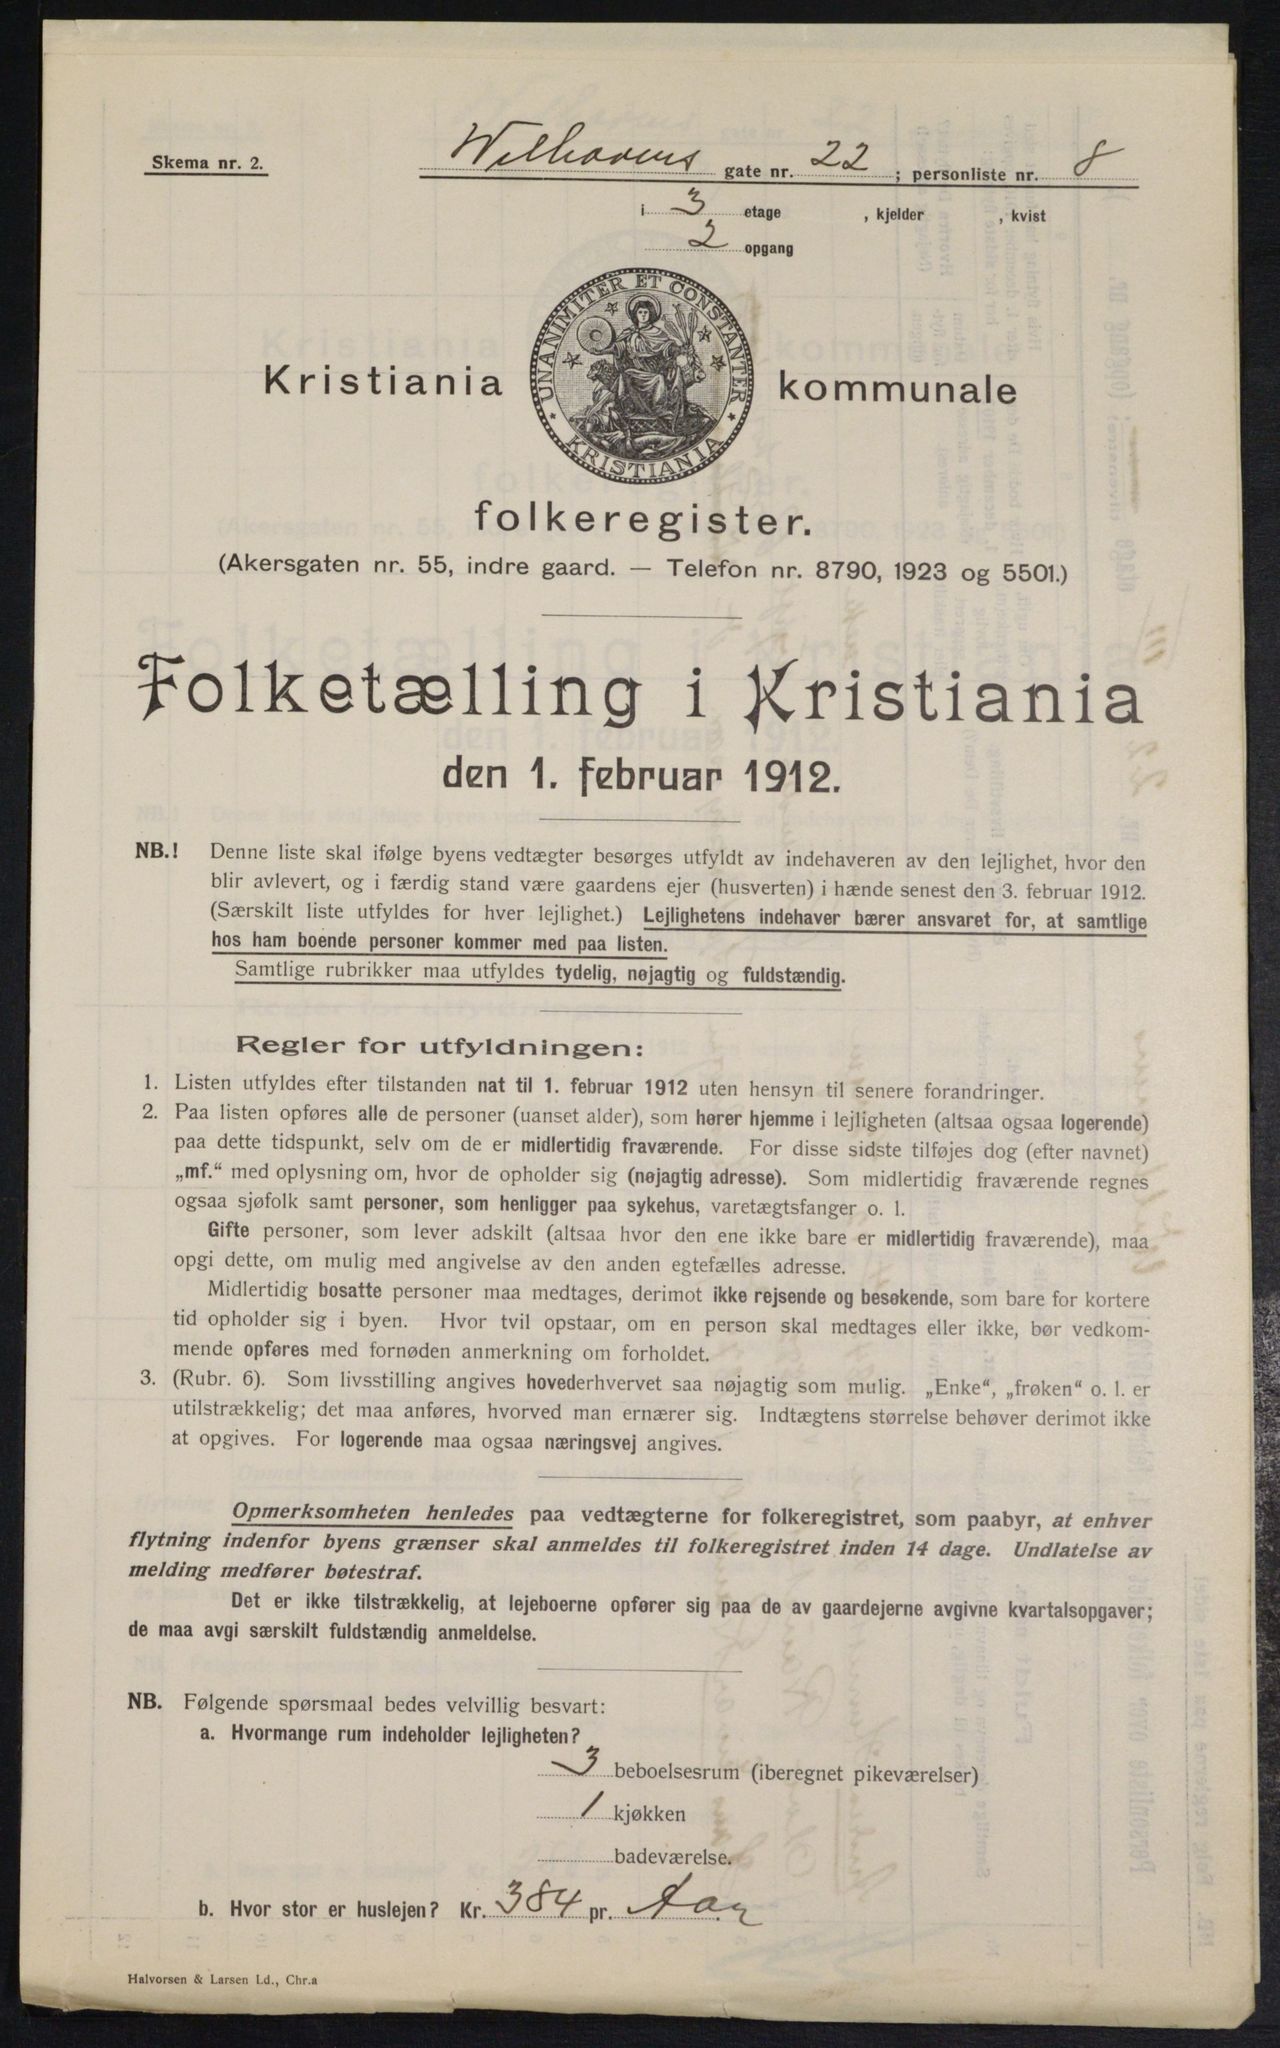 Skema nr. 2.
Welhavens gate nr. 22 ; personliste nr. 8
i 3 etage , kjelder , kvist
2 opgang
UNANIMITER ET CONSTANTER
KRISTIANIA
Kristiania kommunale
folkeregister.
(Akersgaten nr. 55, indre gaard. — Telefon nr. 8790, 1923 og 5501.)
Folketælling i Kristiania
den 1. februar 1912.
NB.! Denne liste skal ifølge byens vedtægter besørges utfyldt av indehaveren av den lejlighet, hvor den
blir avlevert, og i færdig stand være gaardens ejer (husverten) i hænde senest den 3. februar 1912.
(Særskilt liste utfyldes for hver lejlighet.) Lejlighetens indehaver bærer ansvaret for, at samtlige
hos ham boende personer kommer med paa listen.
Samtlige rubrikker maa utfyldes tydelig, nøjagtig og fuldstændig.
Regler for utfyldningen:
1. Listen utfyldes efter tilstanden nat til 1. februar 1912 uten hensyn til senere forandringer.
2. Paa listen opføres alle de personer (uanset alder), som hører hjemme i lejligheten (altsaa ogsaa logerende)
paa dette tidspunkt, selv om de er midlertidig fraværende. For disse sidste tilføjes dog (efter navnet)
„mf.“ med oplysning om, hvor de opholder sig (nøjagtig adresse). Som midlertidig fraværende regnes
ogsaa sjøfolk samt personer, som henligger paa sykehus, varetægtsfanger o. l.
Gifte personer, som lever adskilt (altsaa hvor den ene ikke bare er midlertidig fraværende), maa
opgi dette, om mulig med angivelse av den anden egtefælles adresse.
Midlertidig bosatte personer maa medtages, derimot ikke rejsende og besøkende, som bare for kortere
tid opholder sig i byen. Hvor tvil opstaar, om en person skal medtages eller ikke, bør vedkom-
mende opføres med fornøden anmerkning om forholdet.
3. (Rubr. 6). Som livsstilling angives hovederhvervet saa nøjagtig som mulig. „Enke“, „frøken“ o. l. er
utilstrækkelig; det maa anføres, hvorved man ernærer sig. Indtægtens størrelse behøver derimot ikke
at opgives. For logerende maa ogsaa næringsvej angives.
Opmerksomheten henledes paa vedtægterne for folkeregistret, som paabyr, at enhver
flytning indenfor byens grænser skal anmeldes til folkeregistret inden 14 dage. Undlatelse av
melding medfører bøtestraf.
Det er ikke tilstrækkelig, at lejeboerne opfører sig paa de av gaardejerne avgivne kvartalsopgaver;
de maa avgi særskilt fuldstændig anmeldelse.
NB. Følgende spørsmaal bedes velvillig besvart:
a. Hvormange rum indeholder lejligheten?
3 beboelsesrum (iberegnet pikeværelser)
1 kjøkken
badeværelse.
b. Hvor stor er huslejen? Kr. 384 pr. Aar
Halvorsen & Larsen Ld., Chr.a